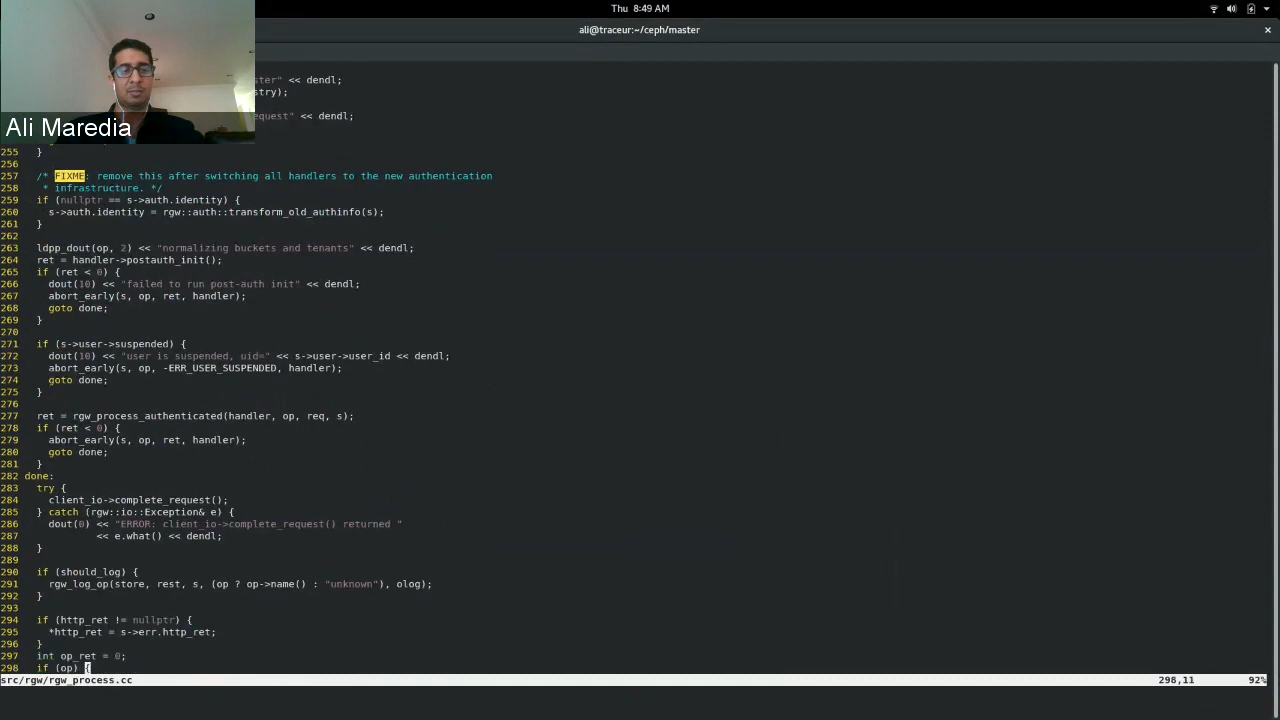 Thu  8:49 AM
ali@traceur:~/ceph/master
ster" << dendl;
stry);
quest" << dendl;
255   }
256
257   /* FIXME: remove this after switching all handlers to the new authentication
258    * infrastructure. */
259   if (nullptr == s->auth.identity) {
260     s->auth.identity = rgw::auth::transform_old_authinfo(s);
261   }
262
263   ldpp_dout(op, 2) << "normalizing buckets and tenants" << dendl;
264   ret = handler->postauth_init();
265   if (ret < 0) {
266     dout(10) << "failed to run post-auth init" << dendl;
267     abort_early(s, op, ret, handler);
268     goto done;
269   }
270
271   if (s->user->suspended) {
272     dout(10) << "user is suspended, uid=" << s->user->user_id << dendl;
273     abort_early(s, op, -ERR_USER_SUSPENDED, handler);
274     goto done;
275   }
276
277   ret = rgw_process_authenticated(handler, op, req, s);
278   if (ret < 0) {
279     abort_early(s, op, ret, handler);
280     goto done;
281   }
282 done:
283   try {
284     client_io->complete_request();
285   } catch (rgw::io::Exception& e) {
286     dout(0) << "ERROR: client_io->complete_request() returned "
287             << e.what() << dendl;
288   }
289
290   if (should_log) {
291     rgw_log_op(store, rest, s, (op ? op->name() : "unknown"), olog);
292   }
293
294   if (http_ret != nullptr) {
295     *http_ret = s->err.http_ret;
296   }
297   int op_ret = 0;
298   if (op) {
src/rgw/rgw_process.cc 298,11 92%
Ali Maredia